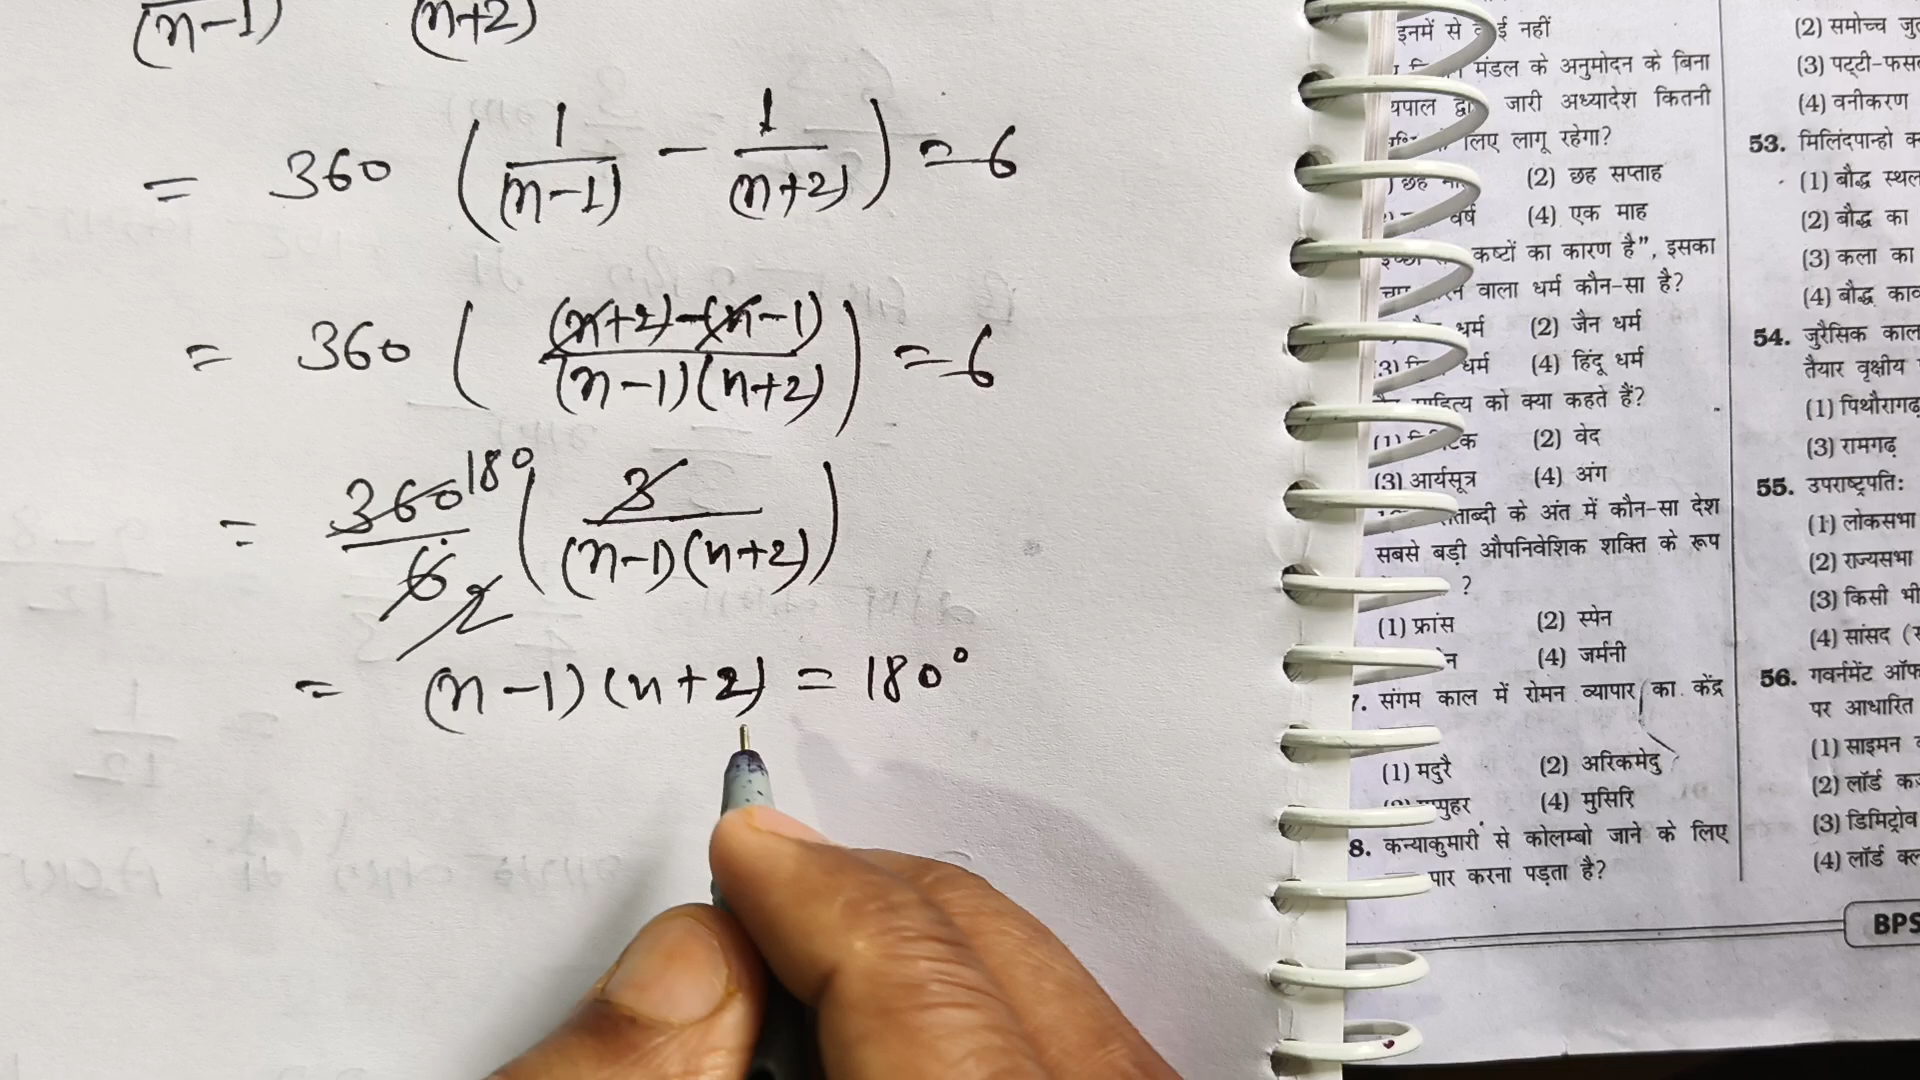 (n-1) (n+2)
= 360 ( 1/(n-1) - 1/(n+2) ) = 6
= 360 ( (n+2)-(n-1) / (n-1)(n+2) ) = 6
= 360/6 180 2 ( 3 / (n-1)(n+2) )
= (n-1)(n+2) = 180°
इनमें से ई नहीं
मंडल के अनुमोदन के बिना
जारी अध्यादेश कितनी
लिए लागू रहेगा?
(2) छह सप्ताह
वर्ष (4) एक माह
कष्टों का कारण है”, इसका
वाला धर्म कौन-सा है?
धर्म (2) जैन धर्म
धर्म (4) हिंदू धर्म
को क्या कहते हैं?
(2) वेद
(3) आर्यसूत्र (4) अंग
के अंत में कौन-सा देश
सबसे बड़ी औपनिवेशिक शक्ति के रूप
?
(1) फ्रांस (2) स्पेन
(4) जर्मनी
7. संगम काल में रोमन व्यापार का केंद्र
(1) मदुरै (2) अरिकमेदु
(4) मुसिरि
8. कन्याकुमारी से कोलम्बो जाने के लिए
पार करना पड़ता है?
(2) समोच्च
(3) पट्टी-फस
(4) वनीकरण
53. मिलिंदपान्हो
(1) बौद्ध स्थल
(2) बौद्ध का
(3) कला का
(4) बौद्ध
54. जुरैसिक काल
तैयार वृक्षीय
(1) पिथौरागढ़
(3) रामगढ़
55. उपराष्ट्रपति:
(1) लोकसभा
(2) राज्यसभा
(3) किसी भी
(4) सांसद
56. गवर्नमेंट ऑफ
पर आधारित
(1) साइमन
(2) लॉर्ड
(3) डिमिट्रोव
(4) लॉर्ड
BPS